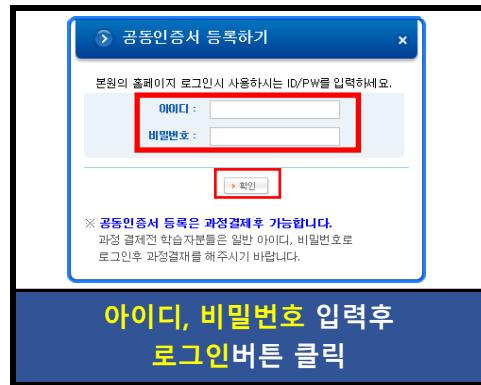 공동인증서 등록하기
본원의 홈페이지 로그인시 사용하시는 ID/PW를 입력하세요.
아이디 :
비밀번호 :
확인
※ 공동인증서 등록은 과정결제후 가능합니다.
과정 결제전 학습자분들은 일반 아이디, 비밀번호로
로그인후 과정결재를 해주시기 바랍니다.
아이디, 비밀번호 입력후
로그인버튼 클릭